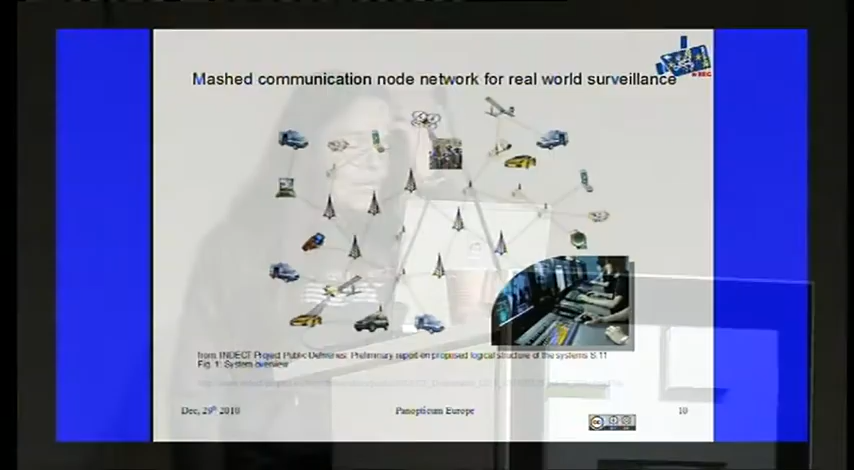 Mashed communication node network for real world surveillance
from INDECT Project Public Deliveries: Preliminary report on proposed logical structure of the systems S.11
Fig. 1: System overview
Dec, 29th 2010 Panopticum Europe 10